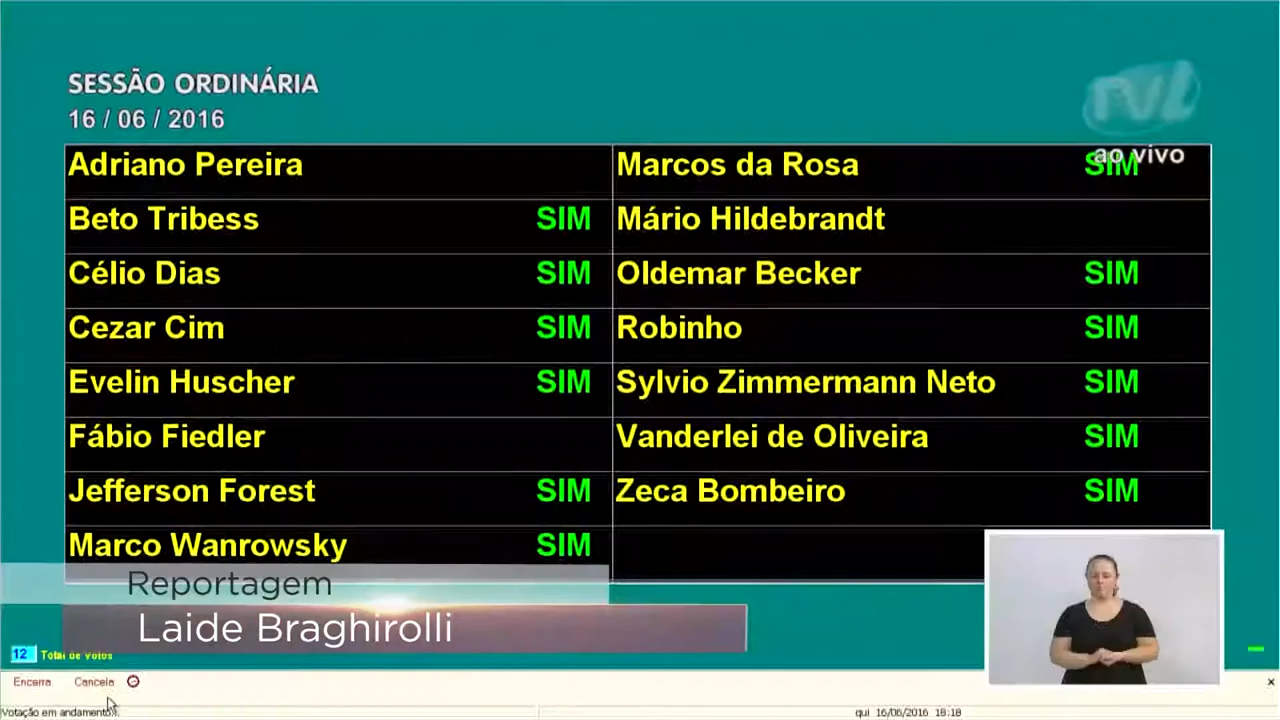 SESSÃO ORDINÁRIA
16 / 06 / 2016
TVL
ao vivo
Adriano Pereira
Marcos da Rosa SIM
Beto Tribess SIM
Mário Hildebrandt
Célio Dias SIM
Oldemar Becker SIM
Cezar Cim SIM
Robinho SIM
Evelin Huscher SIM
Sylvio Zimmermann Neto SIM
Fábio Fiedler
Vanderlei de Oliveira SIM
Jefferson Forest SIM
Zeca Bombeiro SIM
Marco Wanrowsky SIM
Reportagem
Laide Braghirolli
12 Total de Votos
Encerra Cancela
Votação em andamento...
qui 16/06/2016 18:18